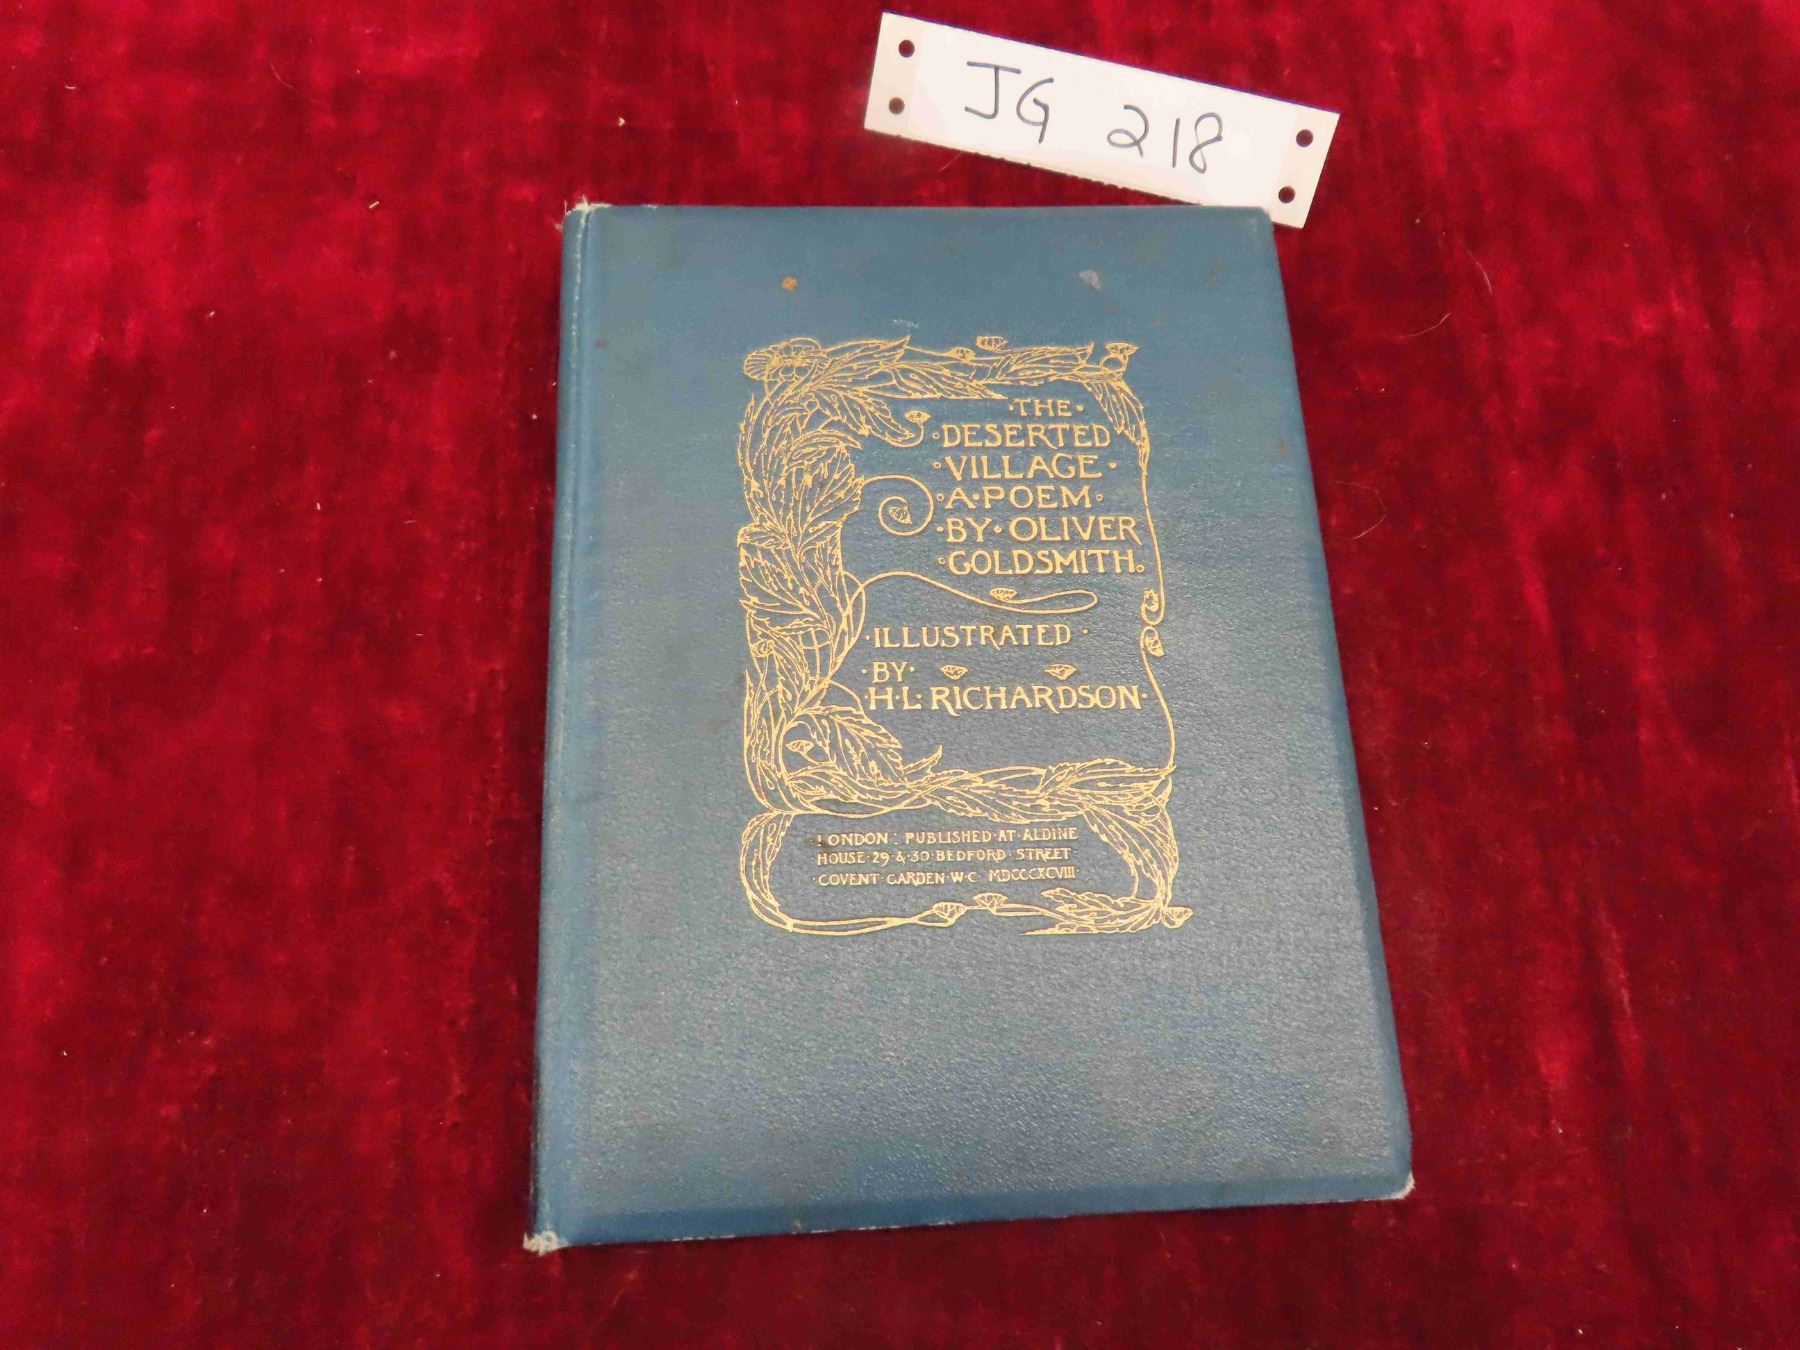 JG 218
·THE·
·DESERTED·
·VILLAGE·
·A·POEM·
·BY·OLIVER
·GOLDSMITH·
·ILLUSTRATED·
·BY·
·H·L·RICHARDSON·
·LONDON: PUBLISHED·AT·ALDINE
HOUSE·29·&·30·BEDFORD·STREET
·COVENT·GARDEN·W·C· MDCCCXCVIII·